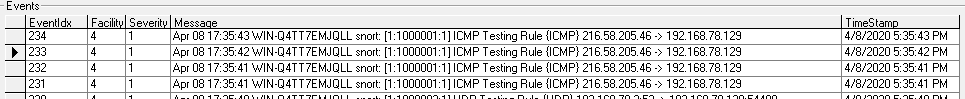 Events
EventIdx Facility Severity Message TimeStamp
234 4 1 Apr 08 17:35:43 WIN-Q4TT7EMJQLL snort: [1:1000001:1] ICMP Testing Rule {ICMP} 216.58.205.46 -> 192.168.78.129 4/8/2020 5:35:43 PM
233 4 1 Apr 08 17:35:42 WIN-Q4TT7EMJQLL snort: [1:1000001:1] ICMP Testing Rule {ICMP} 216.58.205.46 -> 192.168.78.129 4/8/2020 5:35:42 PM
232 4 1 Apr 08 17:35:41 WIN-Q4TT7EMJQLL snort: [1:1000001:1] ICMP Testing Rule {ICMP} 216.58.205.46 -> 192.168.78.129 4/8/2020 5:35:41 PM
231 4 1 Apr 08 17:35:41 WIN-Q4TT7EMJQLL snort: [1:1000001:1] ICMP Testing Rule {ICMP} 216.58.205.46 -> 192.168.78.129 4/8/2020 5:35:41 PM